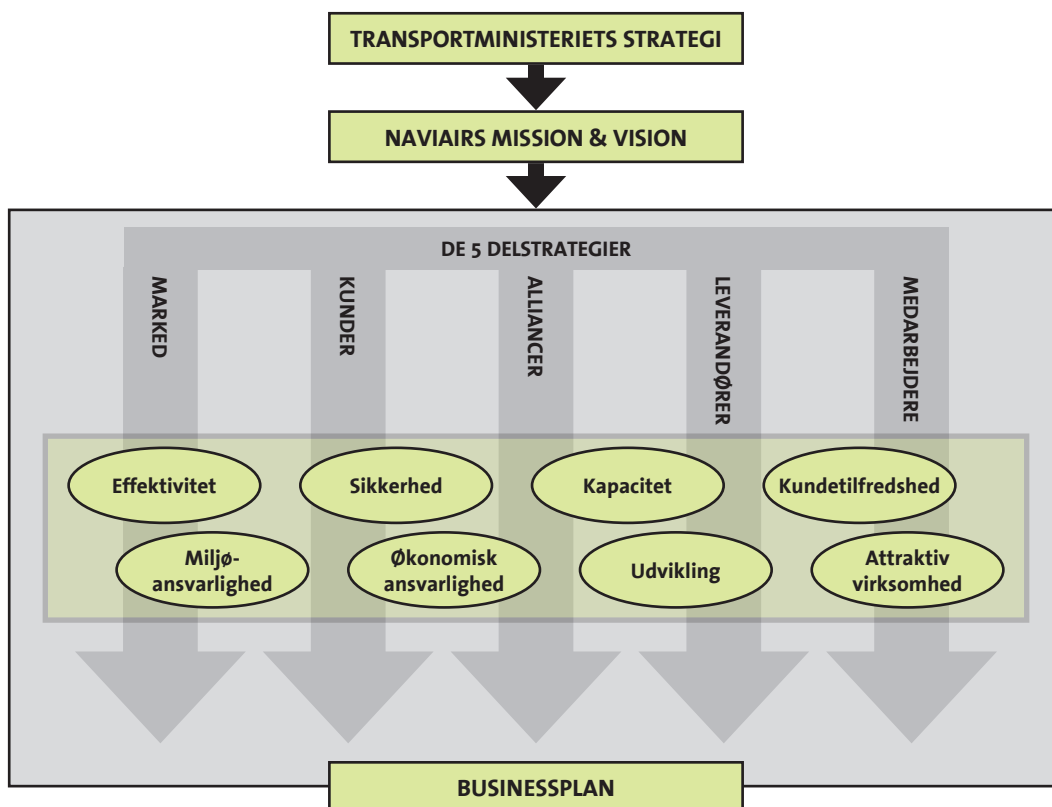 TRANSPORTMINISTERIETS STRATEGI
NAVIAIRS MISSION & VISION
DE 5 DELSTRATEGIER
MARKED
KUNDER
ALLIANCER
LEVERANDØRER
MEDARBEJDERE
Effektivitet
Sikkerhed
Kapacitet
Kundetilfredshed
Miljø-
ansvarlighed
Økonomisk
ansvarlighed
Udvikling
Attraktiv
virksomhed
BUSINESSPLAN